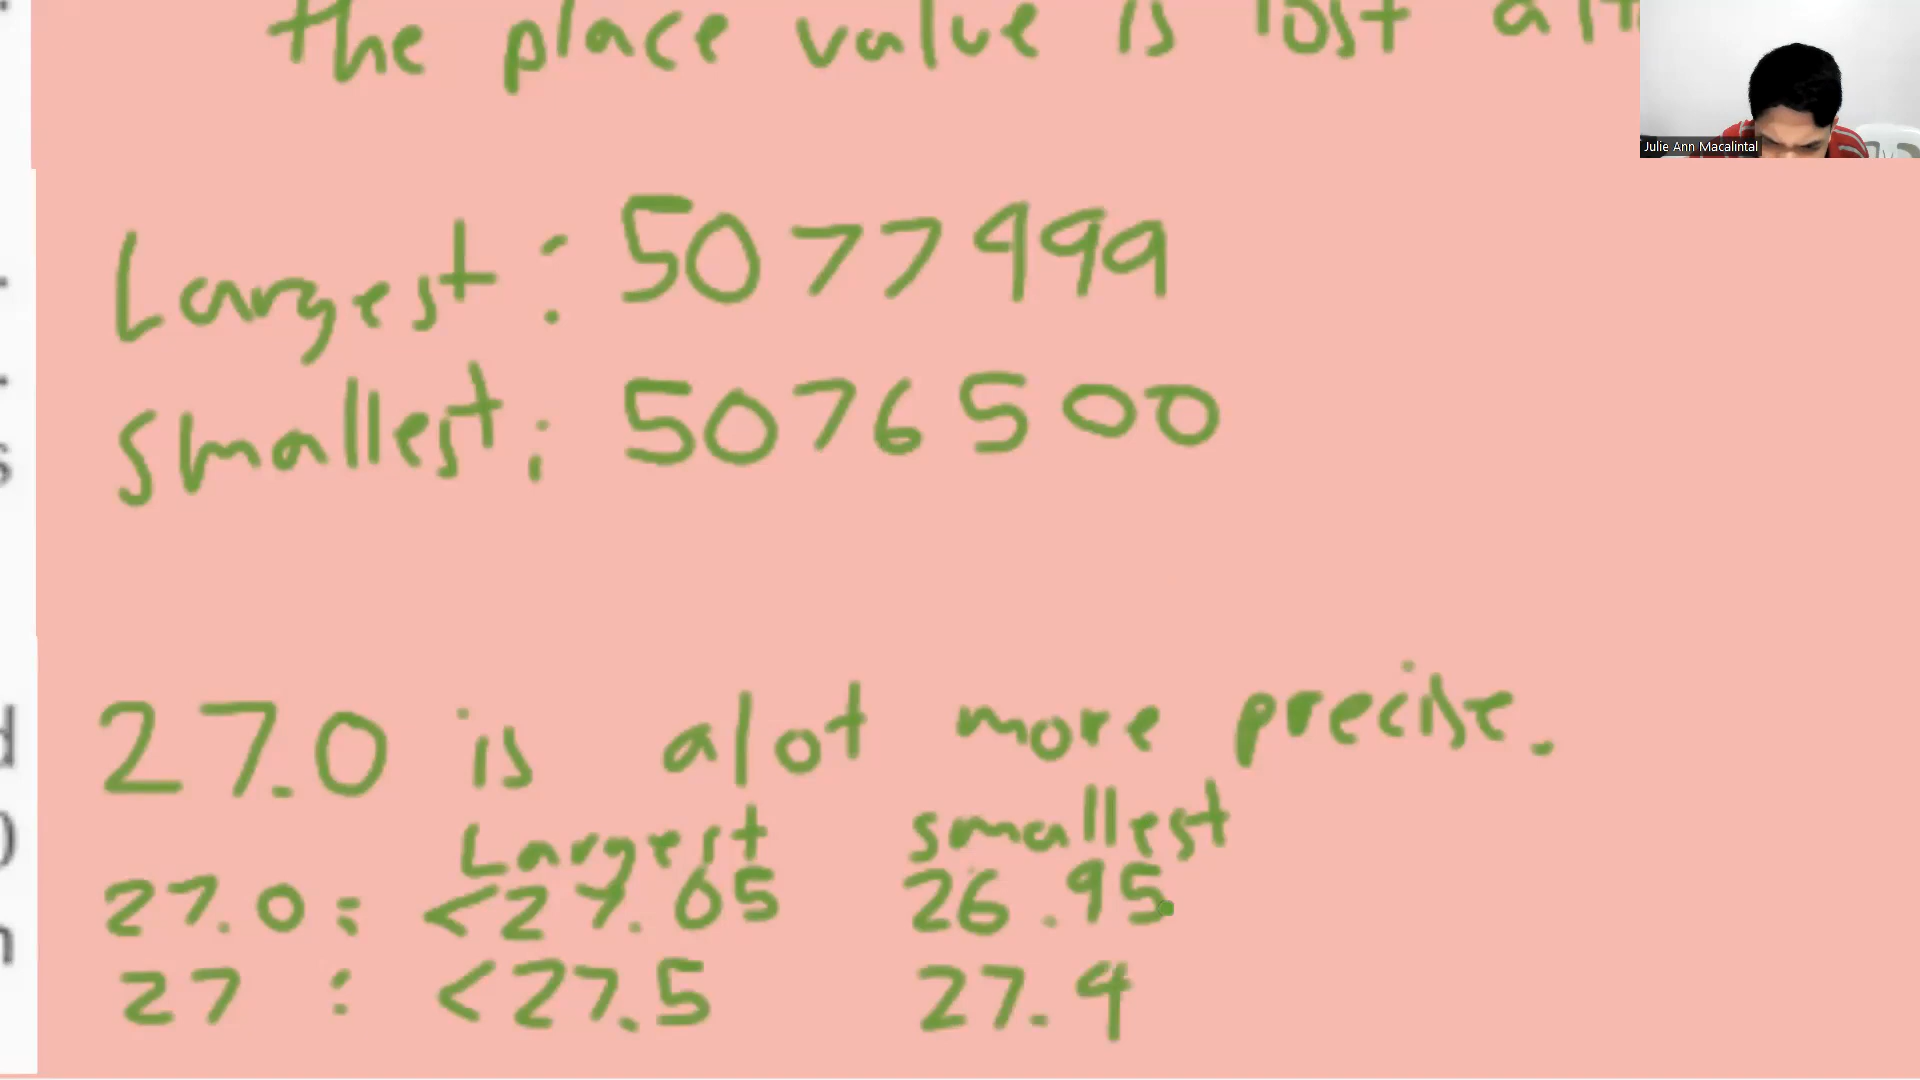 the place value is lost
Julie Ann Macalintal
Largest: 5077499
Smallest: 5076500
27.0 is alot more precise.
Largest smallest
27.0: <27.05 26.95
27 : <27.5 27.4